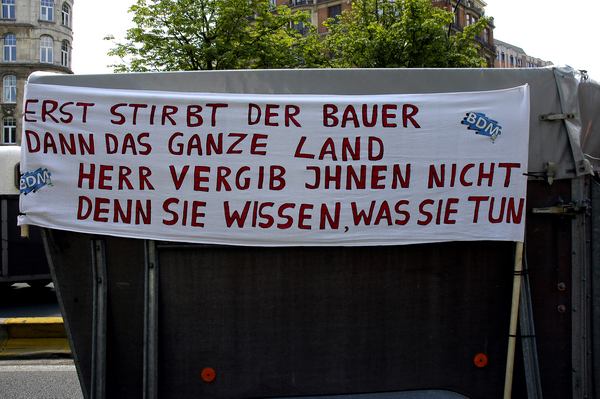 ERST STIRBT DER BAUER
BDM
DANN DAS GANZE LAND
BDM
HERR VERGIB JHNEN NICHT
DENN SIE WISSEN, WAS SIE TUN